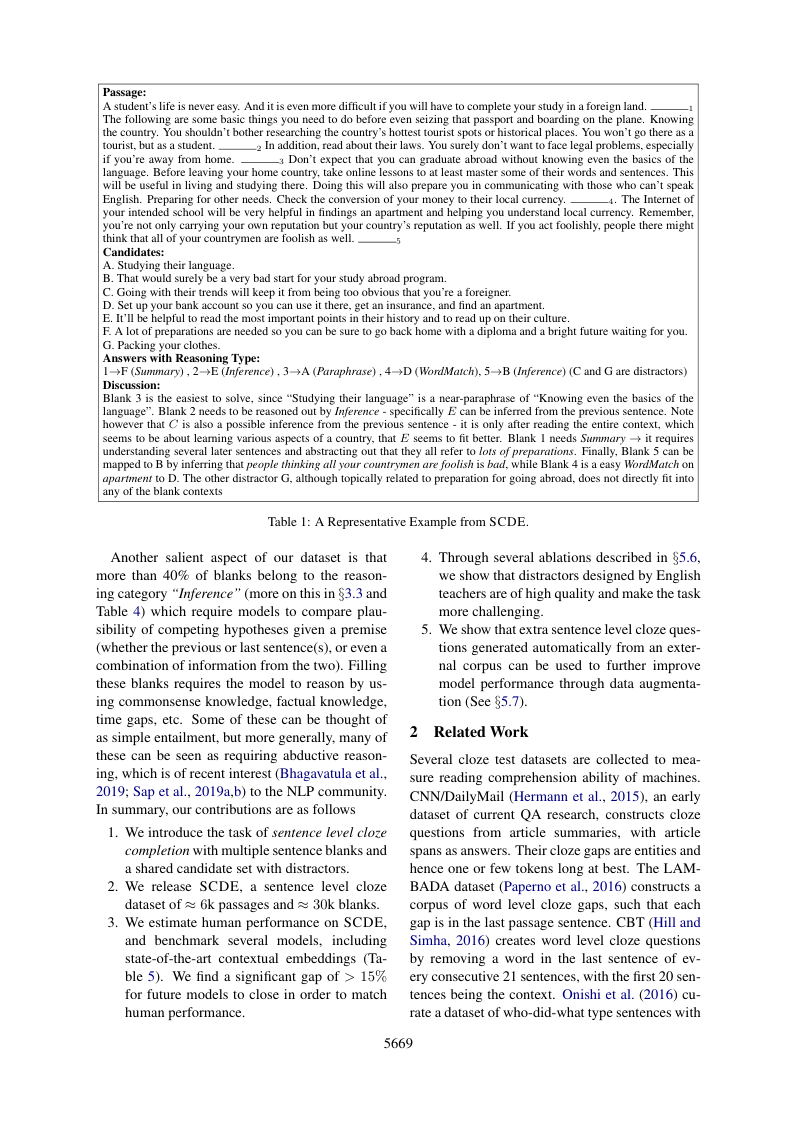 Passage:
A student's life is never easy. And it is even more difficult if you will have to complete your study in a foreign land. ______1
The following are some basic things you need to do before even seizing that passport and boarding on the plane. Knowing
the country. You shouldn't bother researching the country's hottest tourist spots or historical places. You won't go there as a
tourist, but as a student. ______2 In addition, read about their laws. You surely don't want to face legal problems, especially
if you're away from home. ______3 Don't expect that you can graduate abroad without knowing even the basics of the
language. Before leaving your home country, take online lessons to at least master some of their words and sentences. This
will be useful in living and studying there. Doing this will also prepare you in communicating with those who can't speak
English. Preparing for other needs. Check the conversion of your money to their local currency. ______4. The Internet of
your intended school will be very helpful in findings an apartment and helping you understand local currency. Remember,
you're not only carrying your own reputation but your country's reputation as well. If you act foolishly, people there might
think that all of your countrymen are foolish as well. ______5
Candidates:
A. Studying their language.
B. That would surely be a very bad start for your study abroad program.
C. Going with their trends will keep it from being too obvious that you're a foreigner.
D. Set up your bank account so you can use it there, get an insurance, and find an apartment.
E. It'll be helpful to read the most important points in their history and to read up on their culture.
F. A lot of preparations are needed so you can be sure to go back home with a diploma and a bright future waiting for you.
G. Packing your clothes.
Answers with Reasoning Type:
1→F (Summary) , 2→E (Inference) , 3→A (Paraphrase) , 4→D (WordMatch), 5→B (Inference) (C and G are distractors)
Discussion:
Blank 3 is the easiest to solve, since "Studying their language" is a near-paraphrase of "Knowing even the basics of the
language". Blank 2 needs to be reasoned out by Inference - specifically E can be inferred from the previous sentence. Note
however that C is also a possible inference from the previous sentence - it is only after reading the entire context, which
seems to be about learning various aspects of a country, that E seems to fit better. Blank 1 needs Summary → it requires
understanding several later sentences and abstracting out that they all refer to lots of preparations. Finally, Blank 5 can be
mapped to B by inferring that people thinking all your countrymen are foolish is bad, while Blank 4 is a easy WordMatch on
apartment to D. The other distractor G, although topically related to preparation for going abroad, does not directly fit into
any of the blank contexts
Table 1: A Representative Example from SCDE.
Another salient aspect of our dataset is that
more than 40% of blanks belong to the reason-
ing category "Inference" (more on this in §3.3 and
Table 4) which require models to compare plau-
sibility of competing hypotheses given a premise
(whether the previous or last sentence(s), or even a
combination of information from the two). Filling
these blanks requires the model to reason by us-
ing commonsense knowledge, factual knowledge,
time gaps, etc. Some of these can be thought of
as simple entailment, but more generally, many of
these can be seen as requiring abductive reason-
ing, which is of recent interest (Bhagavatula et al.,
2019; Sap et al., 2019a,b) to the NLP community.
In summary, our contributions are as follows
1. We introduce the task of sentence level cloze
completion with multiple sentence blanks and
a shared candidate set with distractors.
2. We release SCDE, a sentence level cloze
dataset of ≈ 6k passages and ≈ 30k blanks.
3. We estimate human performance on SCDE,
and benchmark several models, including
state-of-the-art contextual embeddings (Ta-
ble 5). We find a significant gap of > 15%
for future models to close in order to match
human performance.
4. Through several ablations described in §5.6,
we show that distractors designed by English
teachers are of high quality and make the task
more challenging.
5. We show that extra sentence level cloze ques-
tions generated automatically from an exter-
nal corpus can be used to further improve
model performance through data augmenta-
tion (See §5.7).
2 Related Work
Several cloze test datasets are collected to mea-
sure reading comprehension ability of machines.
CNN/DailyMail (Hermann et al., 2015), an early
dataset of current QA research, constructs cloze
questions from article summaries, with article
spans as answers. Their cloze gaps are entities and
hence one or few tokens long at best. The LAM-
BADA dataset (Paperno et al., 2016) constructs a
corpus of word level cloze gaps, such that each
gap is in the last passage sentence. CBT (Hill and
Simha, 2016) creates word level cloze questions
by removing a word in the last sentence of ev-
ery consecutive 21 sentences, with the first 20 sen-
tences being the context. Onishi et al. (2016) cu-
rate a dataset of who-did-what type sentences with
5669